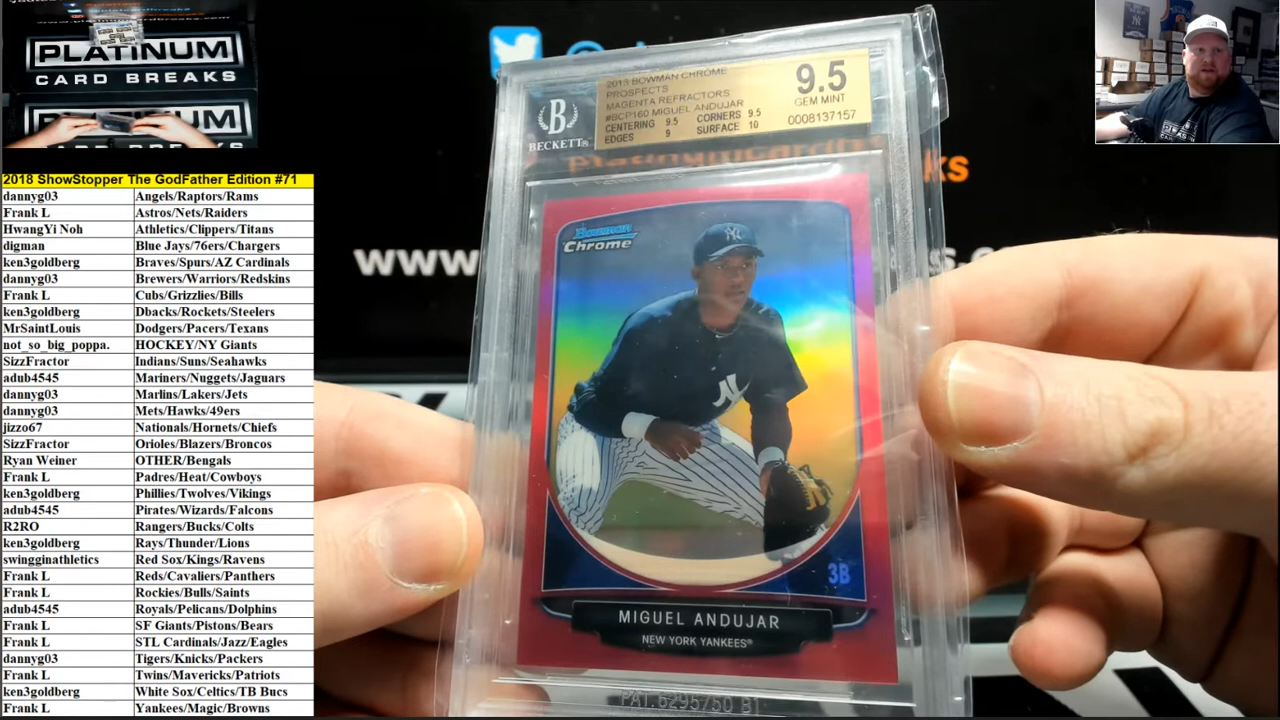 PLATINUM
CARD BREAKS
PLATINUM
2018 ShowStopper The GodFather Edition #71
dannyg03 Angels/Raptors/Rams
Frank L Astros/Nets/Raiders
HwangYi Noh Athletics/Clippers/Titans
digman Blue Jays/76ers/Chargers
ken3goldberg Braves/Spurs/AZ Cardinals
dannyg03 Brewers/Warriors/Redskins
Frank L Cubs/Grizzlies/Bills
ken3goldberg Dbacks/Rockets/Steelers
MrSaintLouis Dodgers/Pacers/Texans
not_so_big_poppa. HOCKEY/NY Giants
SizzFractor Indians/Suns/Seahawks
adub4545 Mariners/Nuggets/Jaguars
dannyg03 Marlins/Lakers/Jets
dannyg03 Mets/Hawks/49ers
jizzo67 Nationals/Hornets/Chiefs
SizzFractor Orioles/Blazers/Broncos
Ryan Weiner OTHER/Bengals
Frank L Padres/Heat/Cowboys
ken3goldberg Phillies/Twolves/Vikings
adub4545 Pirates/Wizards/Falcons
R2RO Rangers/Bucks/Colts
ken3goldberg Rays/Thunder/Lions
swingginathletics Red Sox/Kings/Ravens
Frank L Reds/Cavaliers/Panthers
Frank L Rockies/Bulls/Saints
adub4545 Royals/Pelicans/Dolphins
Frank L SF Giants/Pistons/Bears
Frank L STL Cardinals/Jazz/Eagles
dannyg03 Tigers/Knicks/Packers
Frank L Twins/Mavericks/Patriots
ken3goldberg White Sox/Celtics/TB Bucs
Frank L Yankees/Magic/Browns
B
BECKETT®
2013 BOWMAN CHROME
PROSPECTS
MAGENTA REFRACTORS
#BCP160 MIGUEL ANDUJAR
CENTERING 9.5 CORNERS 9.5
EDGES 9 SURFACE 10
9.5
GEM MINT
0008137157
www.
Bowman
Chrome
NY
3B
MIGUEL ANDUJAR
NEW YORK YANKEES®
PAT. 6295750 B1